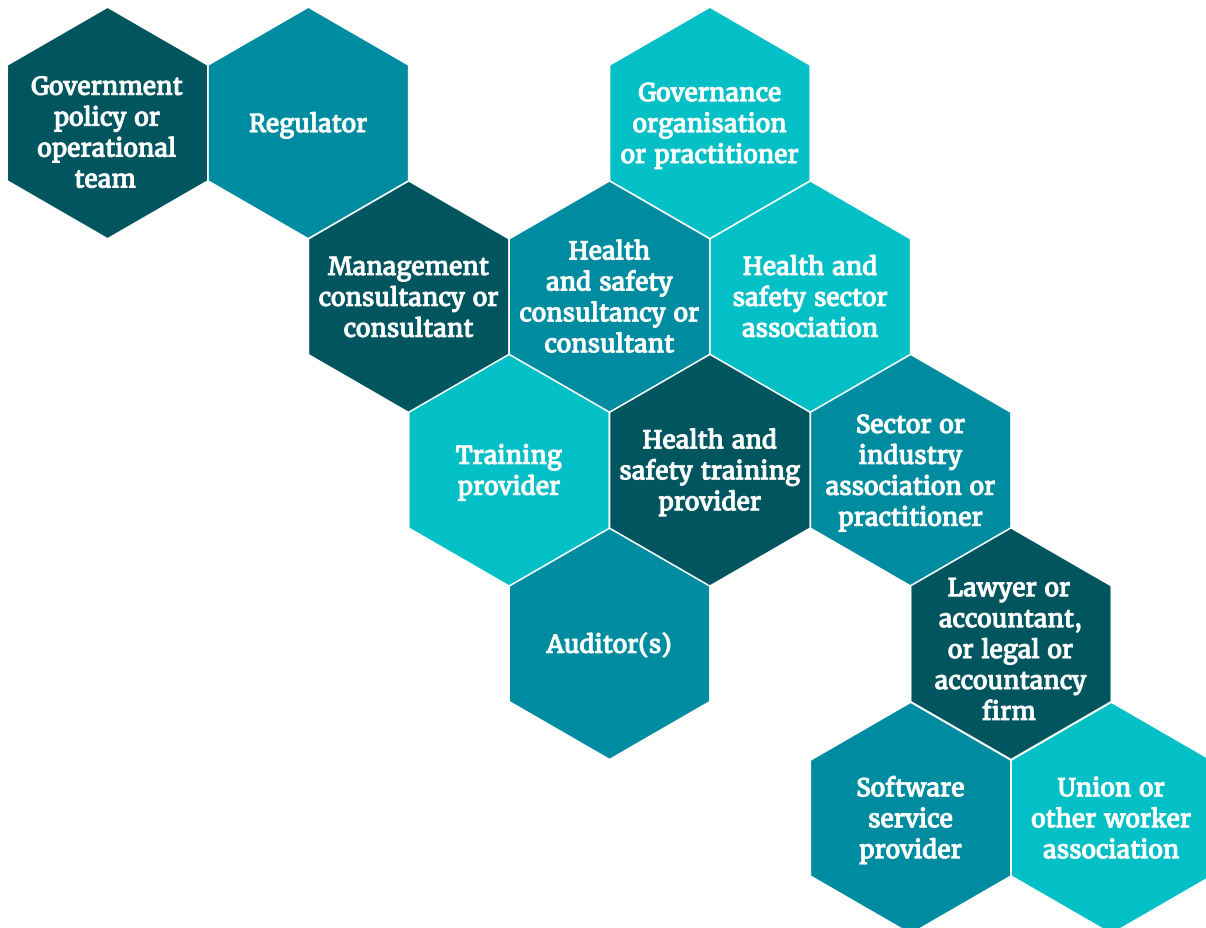 Government
policy or
operational
team
Regulator
Governance
organisation
or practitioner
Management
consultancy or
consultant
Health
and safety
consultancy or
consultant
Health and
safety sector
association
Training
provider
Health and
safety training
provider
Sector or
industry
association or
practitioner
Auditor(s)
Lawyer or
accountant,
or legal or
accountancy
firm
Software
service
provider
Union or
other worker
association